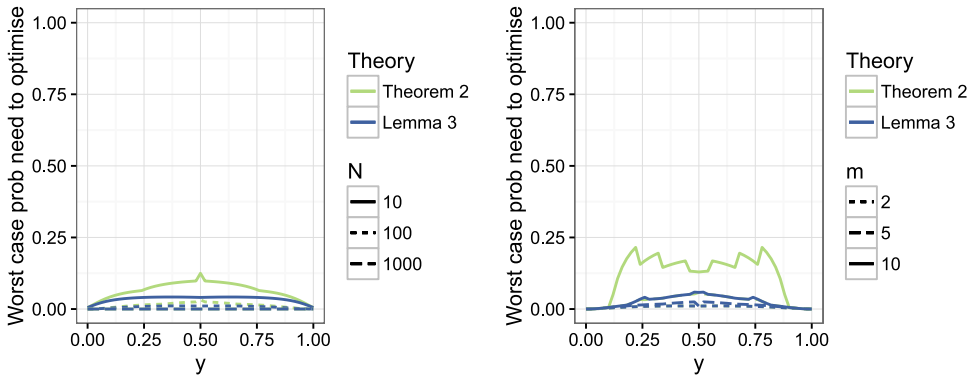 Worst case prob need to optimise
1.00
0.75
0.50
0.25
0.00
0.00 0.25 0.50 0.75 1.00
y
Theory
Theorem 2
Lemma 3
N
10
100
1000
Worst case prob need to optimise
1.00
0.75
0.50
0.25
0.00
0.00 0.25 0.50 0.75 1.00
y
Theory
Theorem 2
Lemma 3
m
2
5
10